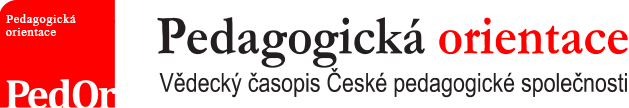 Pedagogická
orientace
PedOr
Pedagogická orientace
Vědecký časopis České pedagogické společnosti